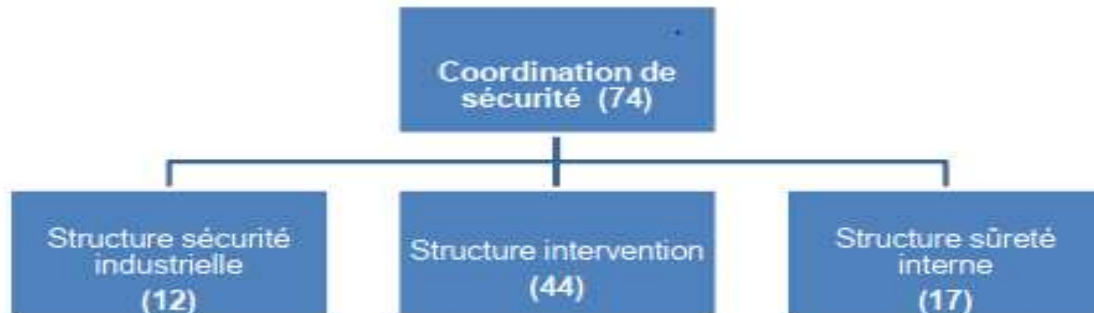 Coordination de
sécurité (74)
Structure sécurité
industrielle
(12)
Structure intervention
(44)
Structure sûreté
interne
(17)